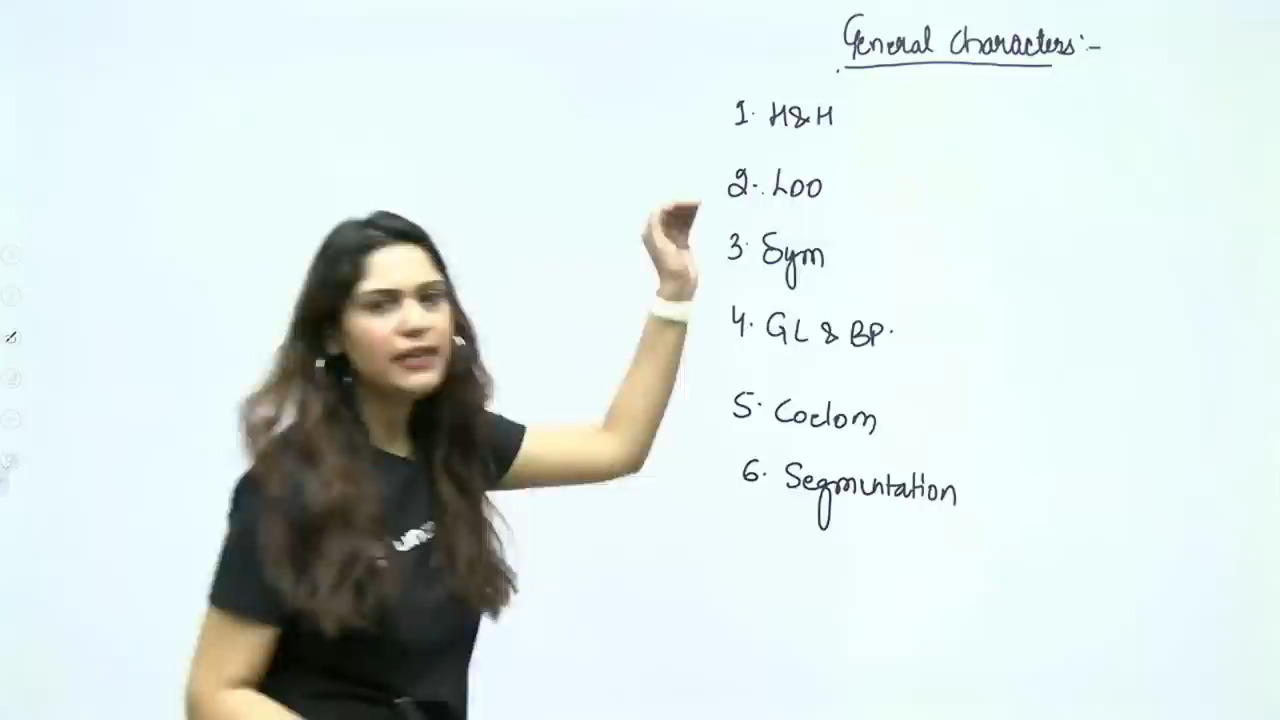 General Characters :-
1. H&H
2. LOO
3. Sym
4. GL & BP.
5. Coelom
6. Segmentation